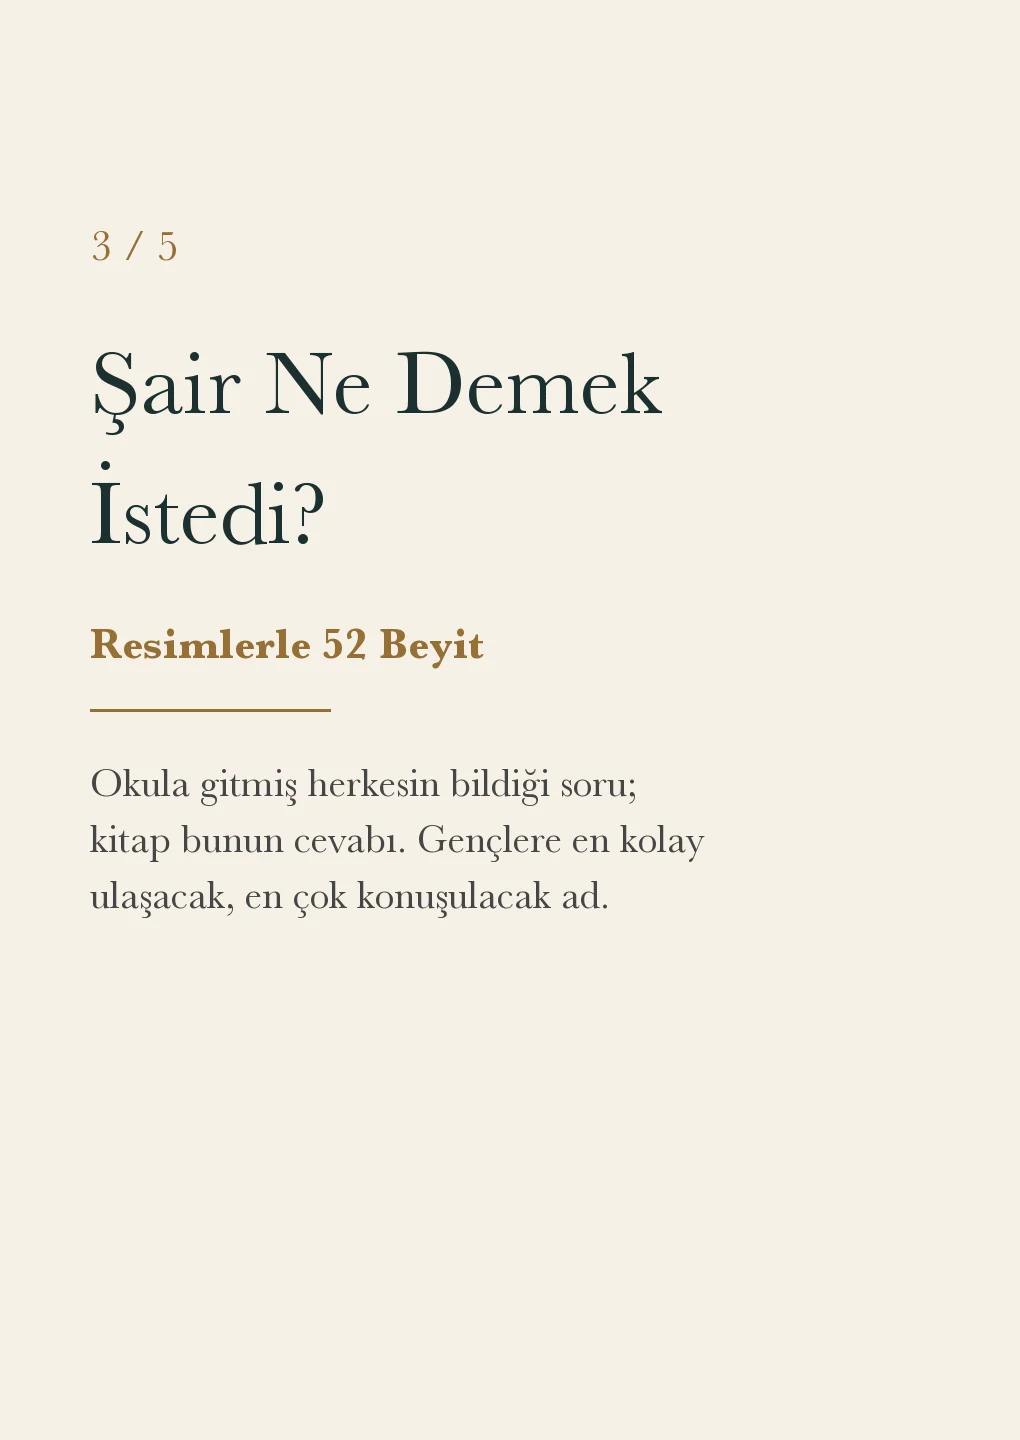 3 / 5
Şair Ne Demek
İstedi?
Resimlerle 52 Beyit
Okula gitmiş herkesin bildiği soru;
kitap bunun cevabı. Gençlere en kolay
ulaşacak, en çok konuşulacak ad.